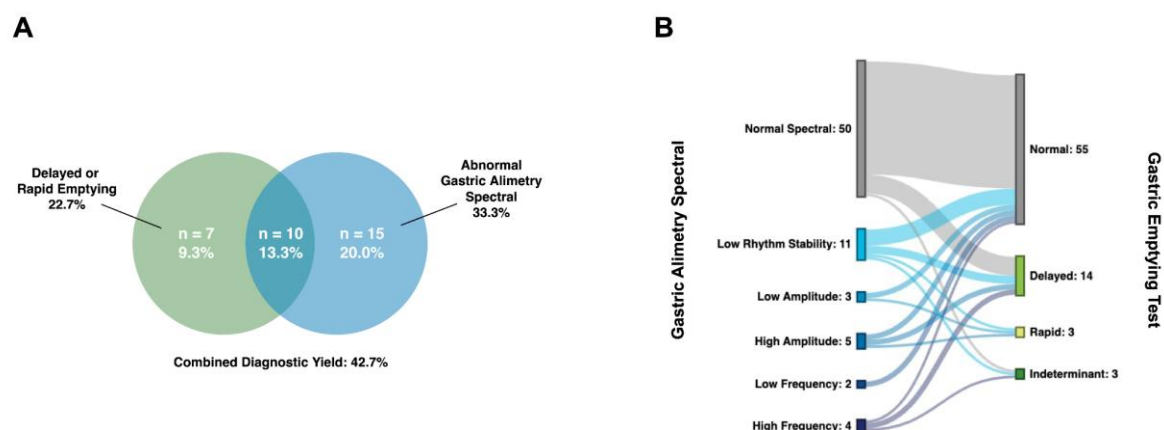 A
Delayed or
Rapid Emptying
22.7%
Abnormal
Gastric Alimetry
Spectral
33.3%
n = 7
9.3%
n = 10
13.3%
n = 15
20.0%
Combined Diagnostic Yield: 42.7%
B
Gastric Alimetry Spectral
Normal Spectral: 50
Low Rhythm Stability: 11
Low Amplitude: 3
High Amplitude: 5
Low Frequency: 2
High Frequency: 4
Normal: 55
Delayed: 14
Rapid: 3
Indeterminant: 3
Gastric Emptying Test